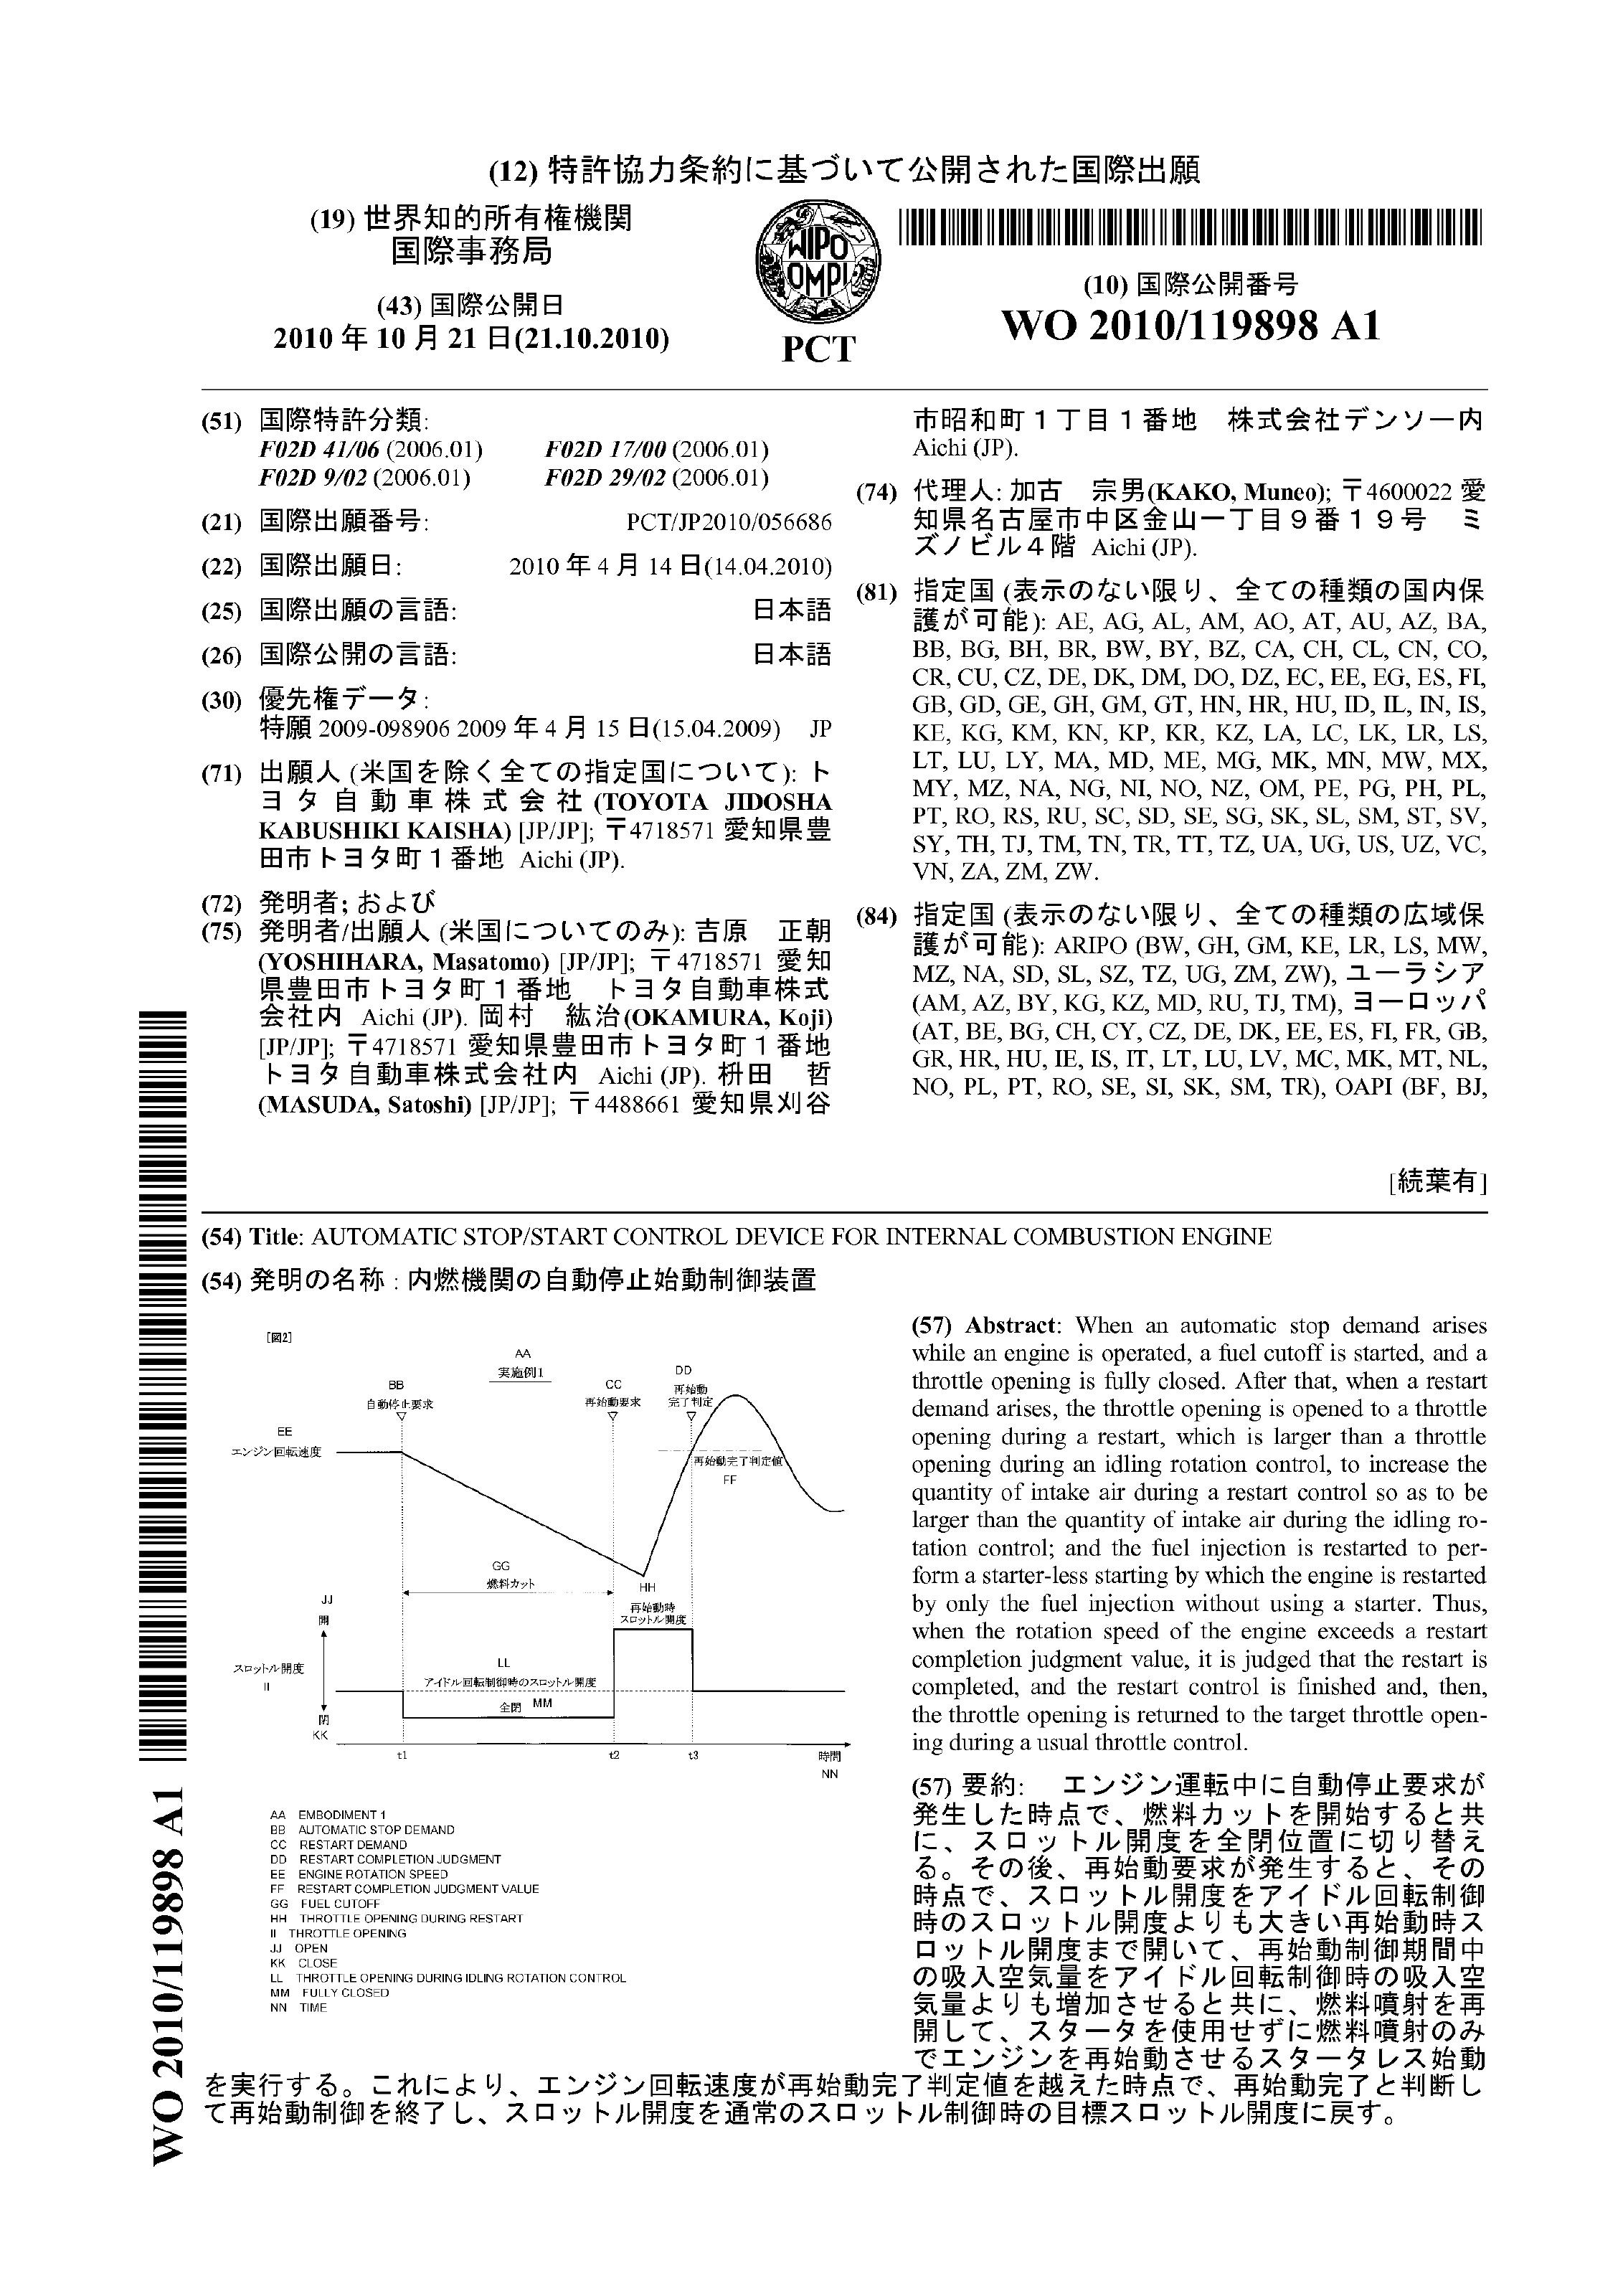 (12) 特許協力条約に基づいて公開された国際出願
(19) 世界知的所有権機関
国際事務局
(43) 国際公開日
2010 年 10 月 21 日(21.10.2010)
WIPO
OMPI
PCT
(10) 国際公開番号
WO 2010/119898 A1
(51) 国際特許分類:
F02D 41/06 (2006.01) F02D 17/00 (2006.01)
F02D 9/02 (2006.01) F02D 29/02 (2006.01)
(21) 国際出願番号: PCT/JP2010/056686
(22) 国際出願日: 2010 年 4 月 14 日(14.04.2010)
(25) 国際出願の言語: 日本語
(26) 国際公開の言語: 日本語
(30) 優先権データ:
特願 2009-098906 2009 年 4 月 15 日(15.04.2009) JP
(71) 出願人 (米国を除く全ての指定国について): ト
ヨタ自動車株式会社 (TOYOTA JIDOSHA
KABUSHIKI KAISHA) [JP/JP]; 〒4718571 愛知県豊
田市トヨタ町1番地 Aichi (JP).
(72) 発明者; および
(75) 発明者/出願人 (米国についてのみ): 吉原 正朝
(YOSHIHARA, Masatomo) [JP/JP]; 〒4718571 愛知
県豊田市トヨタ町1番地 トヨタ自動車株式
会社内 Aichi (JP). 岡村 紘治(OKAMURA, Koji)
[JP/JP]; 〒4718571 愛知県豊田市トヨタ町1番地
トヨタ自動車株式会社内 Aichi (JP). 枡田 哲
(MASUDA, Satoshi) [JP/JP]; 〒4488661 愛知県刈谷
市昭和町1丁目1番地 株式会社デンソー内
Aichi (JP).
(74) 代理人: 加古 宗男(KAKO, Muneo); 〒4600022 愛
知県名古屋市中区金山一丁目9番19号 ミ
ズノビル4階 Aichi (JP).
(81) 指定国 (表示のない限り、全ての種類の国内保
護が可能): AE, AG, AL, AM, AO, AT, AU, AZ, BA,
BB, BG, BH, BR, BW, BY, BZ, CA, CH, CL, CN, CO,
CR, CU, CZ, DE, DK, DM, DO, DZ, EC, EE, EG, ES, FI,
GB, GD, GE, GH, GM, GT, HN, HR, HU, ID, IL, IN, IS,
KE, KG, KM, KN, KP, KR, KZ, LA, LC, LK, LR, LS,
LT, LU, LY, MA, MD, ME, MG, MK, MN, MW, MX,
MY, MZ, NA, NG, NI, NO, NZ, OM, PE, PG, PH, PL,
PT, RO, RS, RU, SC, SD, SE, SG, SK, SL, SM, ST, SV,
SY, TH, TJ, TM, TN, TR, TT, TZ, UA, UG, US, UZ, VC,
VN, ZA, ZM, ZW.
(84) 指定国 (表示のない限り、全ての種類の広域保
護が可能): ARIPO (BW, GH, GM, KE, LR, LS, MW,
MZ, NA, SD, SL, SZ, TZ, UG, ZM, ZW), ユーラシア
(AM, AZ, BY, KG, KZ, MD, RU, TJ, TM), ヨーロッパ
(AT, BE, BG, CH, CY, CZ, DE, DK, EE, ES, FI, FR, GB,
GR, HR, HU, IE, IS, IT, LT, LU, LV, MC, MK, MT, NL,
NO, PL, PT, RO, SE, SI, SK, SM, TR), OAPI (BF, BJ,
[続葉有]
(54) Title: AUTOMATIC STOP/START CONTROL DEVICE FOR INTERNAL COMBUSTION ENGINE
(54) 発明の名称 : 内燃機関の自動停止始動制御装置
[図2]
AA
実施例1
BB
自動停止要求
CC
再始動要求
DD
再始動
完了判定
EE
エンジン回転速度
再始動完了判定値
FF
GG
燃料カット
HH
再始動時
スロットル開度
JJ
開
スロットル開度
II
LL
アイドル回転制御時のスロットル開度
全閉 MM
閉
KK
t1 t2 t3 時間
NN
AA EMBODIMENT 1
BB AUTOMATIC STOP DEMAND
CC RESTART DEMAND
DD RESTART COMPLETION JUDGMENT
EE ENGINE ROTATION SPEED
FF RESTART COMPLETION JUDGMENT VALUE
GG FUEL CUTOFF
HH THROTTLE OPENING DURING RESTART
II THROTTLE OPENING
JJ OPEN
KK CLOSE
LL THROTTLE OPENING DURING IDLING ROTATION CONTROL
MM FULLY CLOSED
NN TIME
(57) Abstract: When an automatic stop demand arises
while an engine is operated, a fuel cutoff is started, and a
throttle opening is fully closed. After that, when a restart
demand arises, the throttle opening is opened to a throttle
opening during a restart, which is larger than a throttle
opening during an idling rotation control, to increase the
quantity of intake air during a restart control so as to be
larger than the quantity of intake air during the idling ro-
tation control; and the fuel injection is restarted to per-
form a starter-less starting by which the engine is restarted
by only the fuel injection without using a starter. Thus,
when the rotation speed of the engine exceeds a restart
completion judgment value, it is judged that the restart is
completed, and the restart control is finished and, then,
the throttle opening is returned to the target throttle open-
ing during a usual throttle control.
(57) 要約: エンジン運転中に自動停止要求が
発生した時点で、燃料カットを開始すると共
に、スロットル開度を全閉位置に切り替え
る。その後、再始動要求が発生すると、その
時点で、スロットル開度をアイドル回転制御
時のスロットル開度よりも大きい再始動時ス
ロットル開度まで開いて、再始動制御期間中
の吸入空気量をアイドル回転制御時の吸入空
気量よりも増加させると共に、燃料噴射を再
開して、スタータを使用せずに燃料噴射のみ
でエンジンを再始動させるスタータレス始動
を実行する。これにより、エンジン回転速度が再始動完了判定値を越えた時点で、再始動完了と判断し
て再始動制御を終了し、スロットル開度を通常のスロットル制御時の目標スロットル開度に戻す。
WO 2010/119898 A1